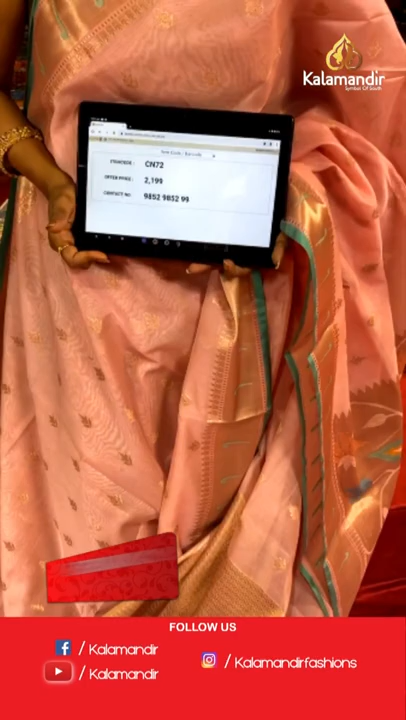 Kalamandir
Symbol Of South
CN72
OFFER PRICE : 2,199
CONTACT NO 9852 9852 99
FOLLOW US
/ Kalamandir
/ Kalamandir
/ Kalamandirfashions